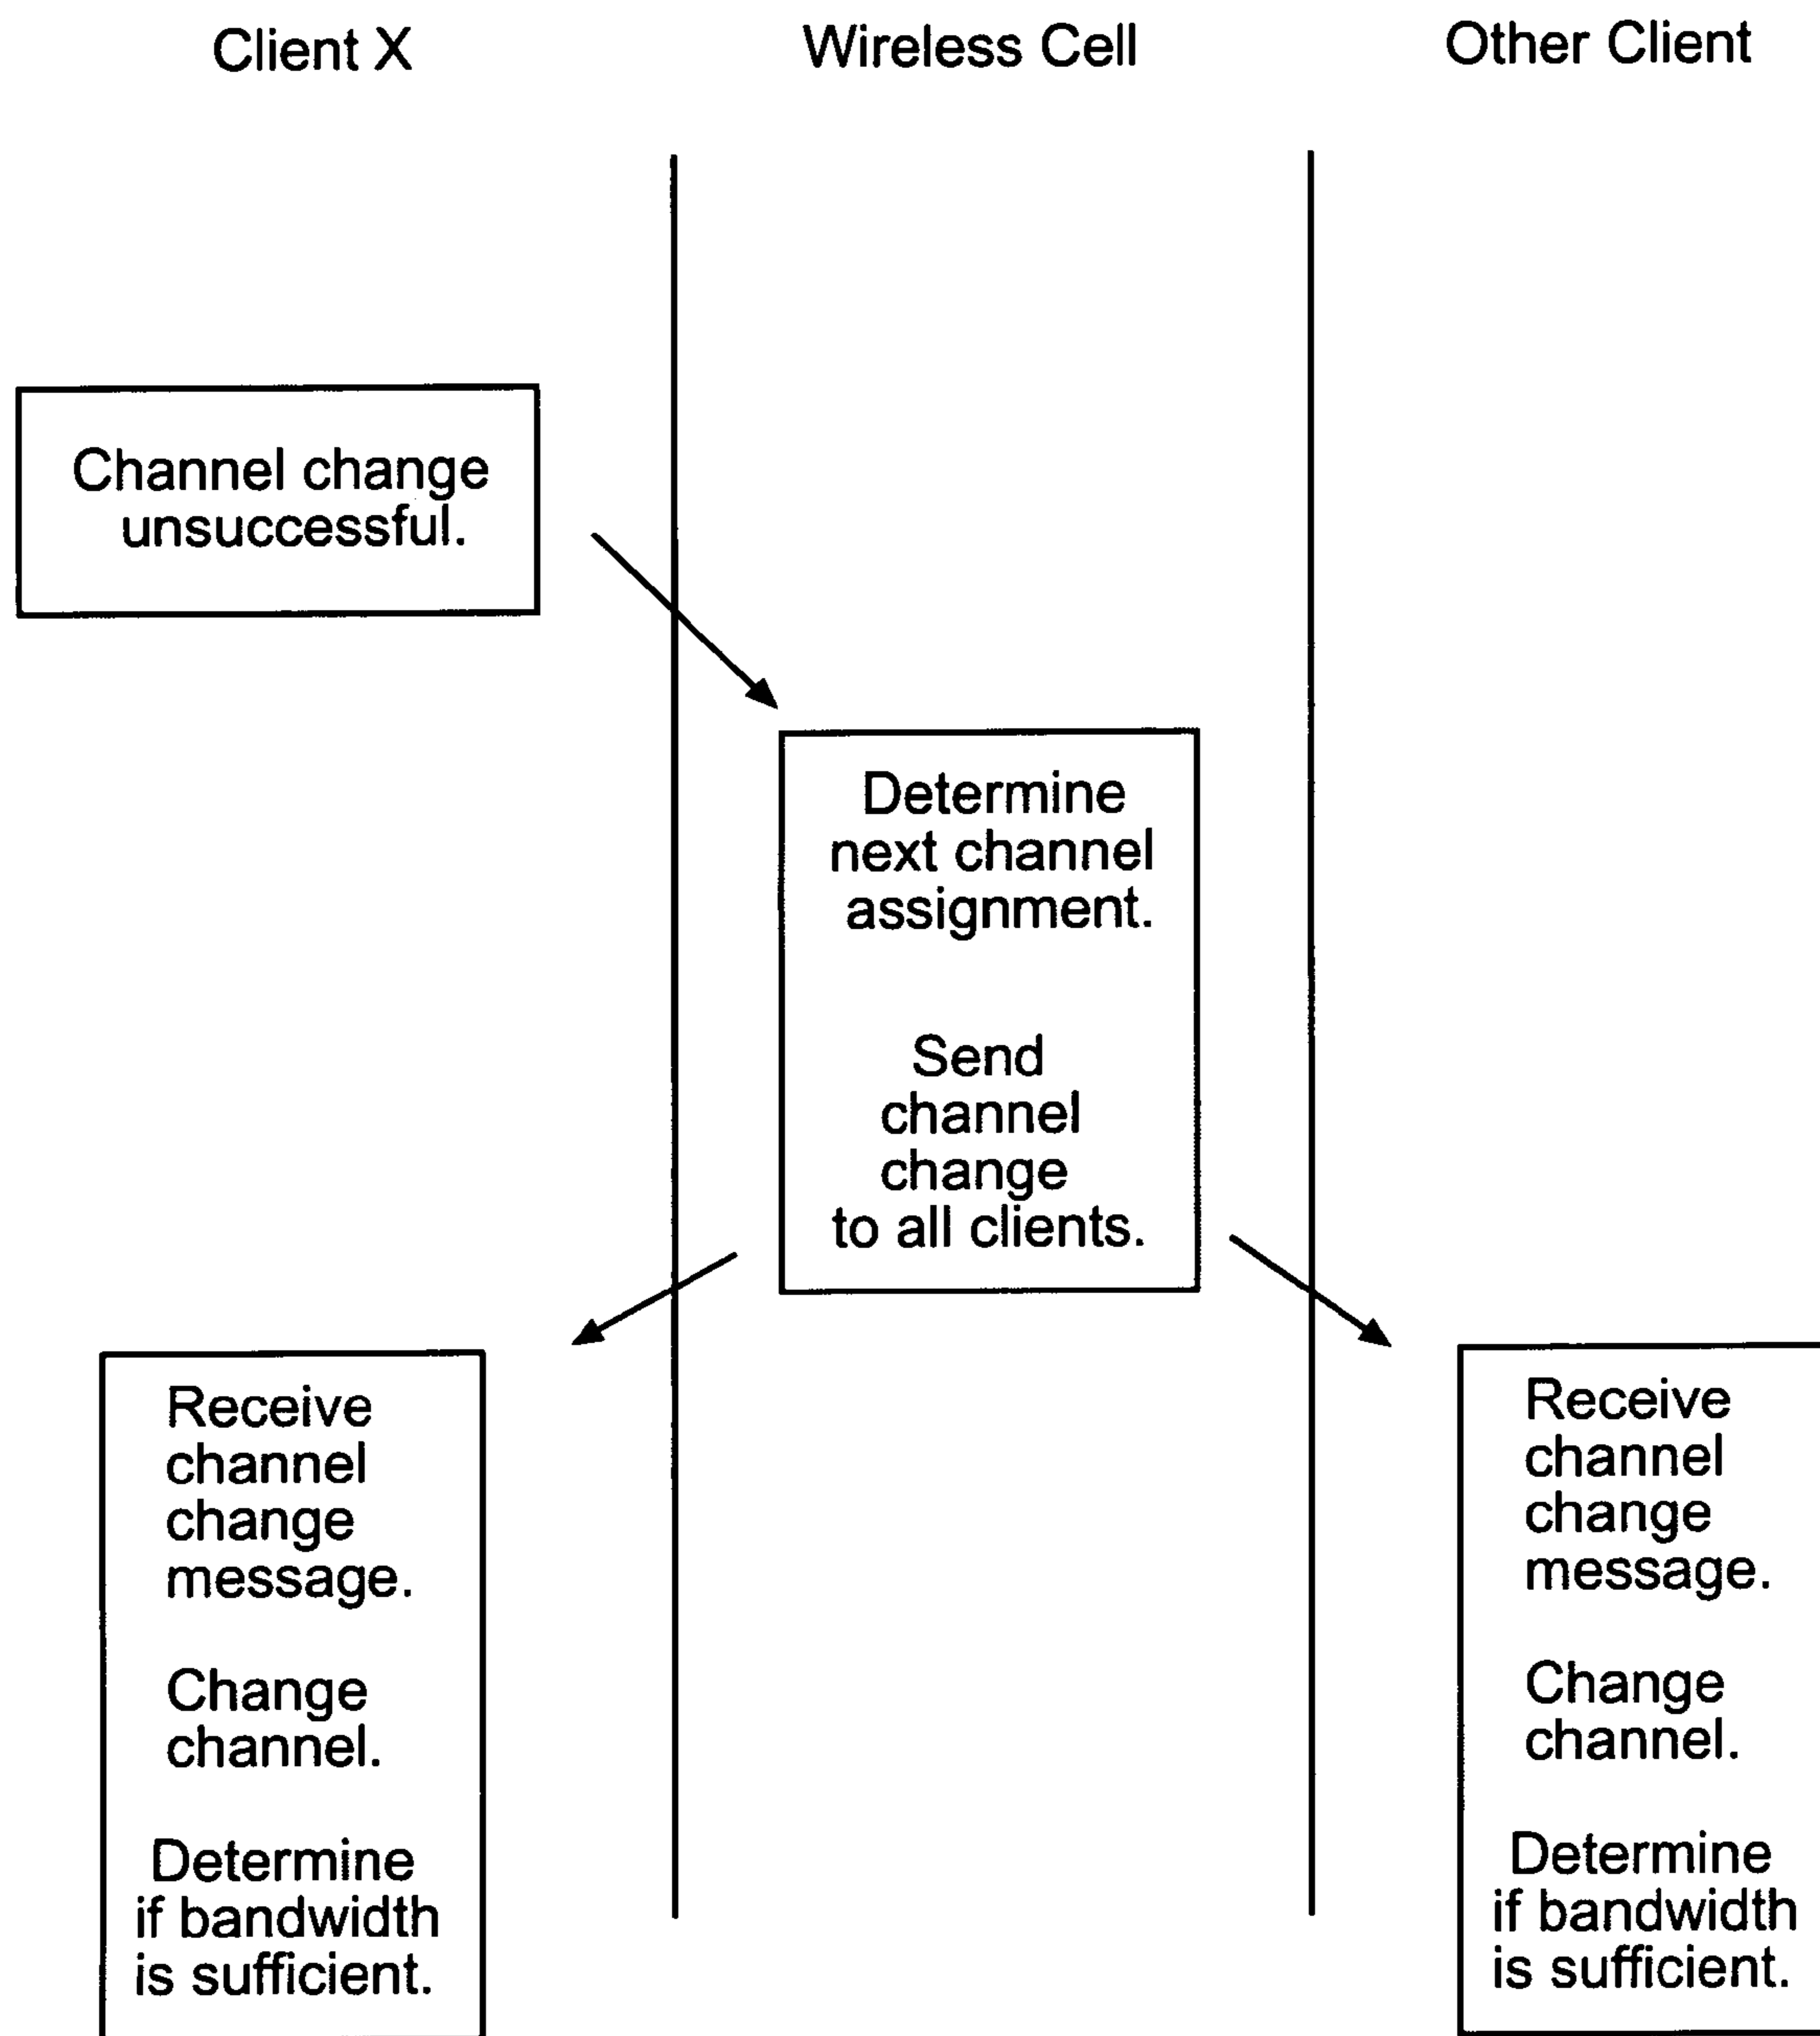 Client X
Wireless Cell
Other Client
Channel change
unsuccessful.
Determine
next channel
assignment.
Send
channel
change
to all clients.
Receive
channel
change
message.
Change
channel.
Determine
if bandwidth
is sufficient.
Receive
channel
change
message.
Change
channel.
Determine
if bandwidth
is sufficient.